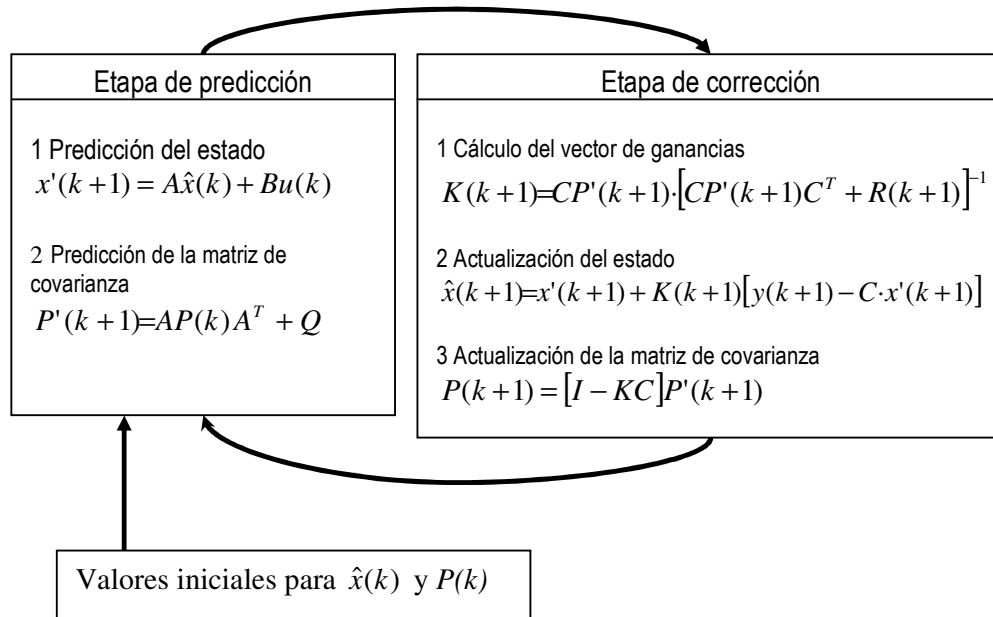 Etapa de predicción
1 Predicción del estado
x'(k+1) = Ax̂(k) + Bu(k)
2 Predicción de la matriz de
covarianza
P'(k+1)=AP(k)A^T + Q
Etapa de corrección
1 Cálculo del vector de ganancias
K(k+1)=CP'(k+1)·[CP'(k+1)C^T + R(k+1)]^-1
2 Actualización del estado
x̂(k+1)=x'(k+1) + K(k+1)[y(k+1) − C·x'(k+1)]
3 Actualización de la matriz de covarianza
P(k+1) = [I − KC]P'(k+1)
Valores iniciales para x̂(k) y P(k)